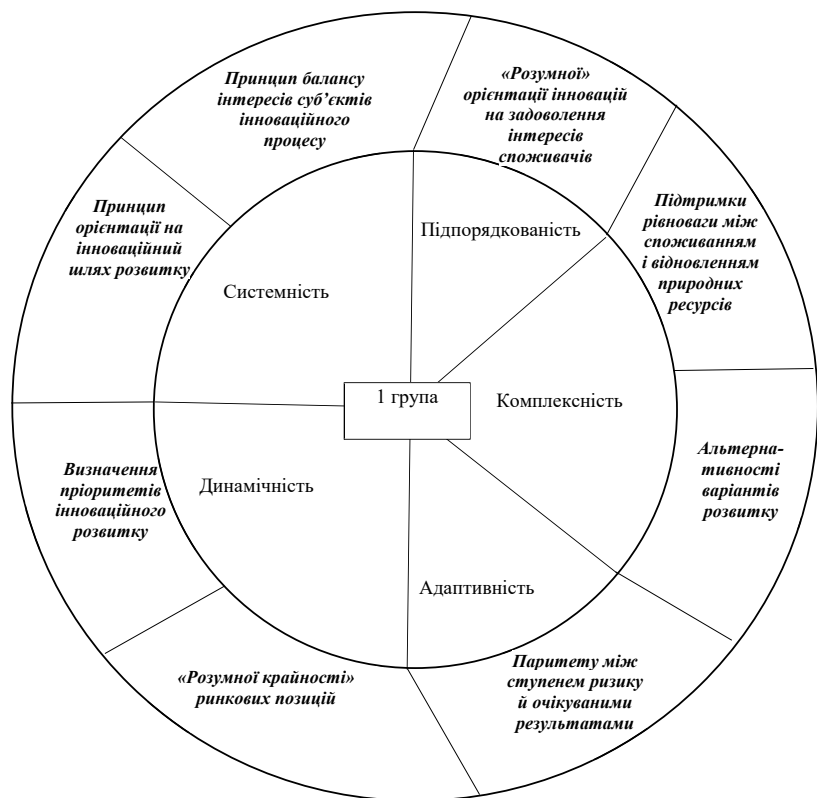 Принцип балансу
інтересів суб’єктів
інноваційного
процесу
«Розумної»
орієнтації інновацій
на задоволення
інтересів
споживачів
Підтримки
рівноваги між
споживанням
і відновленням
природних
ресурсів
Альтерна-
тивності
варіантів
розвитку
Паритету між
ступенем ризику
й очікуваними
результатами
«Розумної крайності»
ринкових позицій
Визначення
пріоритетів
інноваційного
розвитку
Принцип
орієнтації на
інноваційний
шлях розвитку
Системність
Підпорядкованість
Комплексність
Адаптивність
Динамічність
1 група